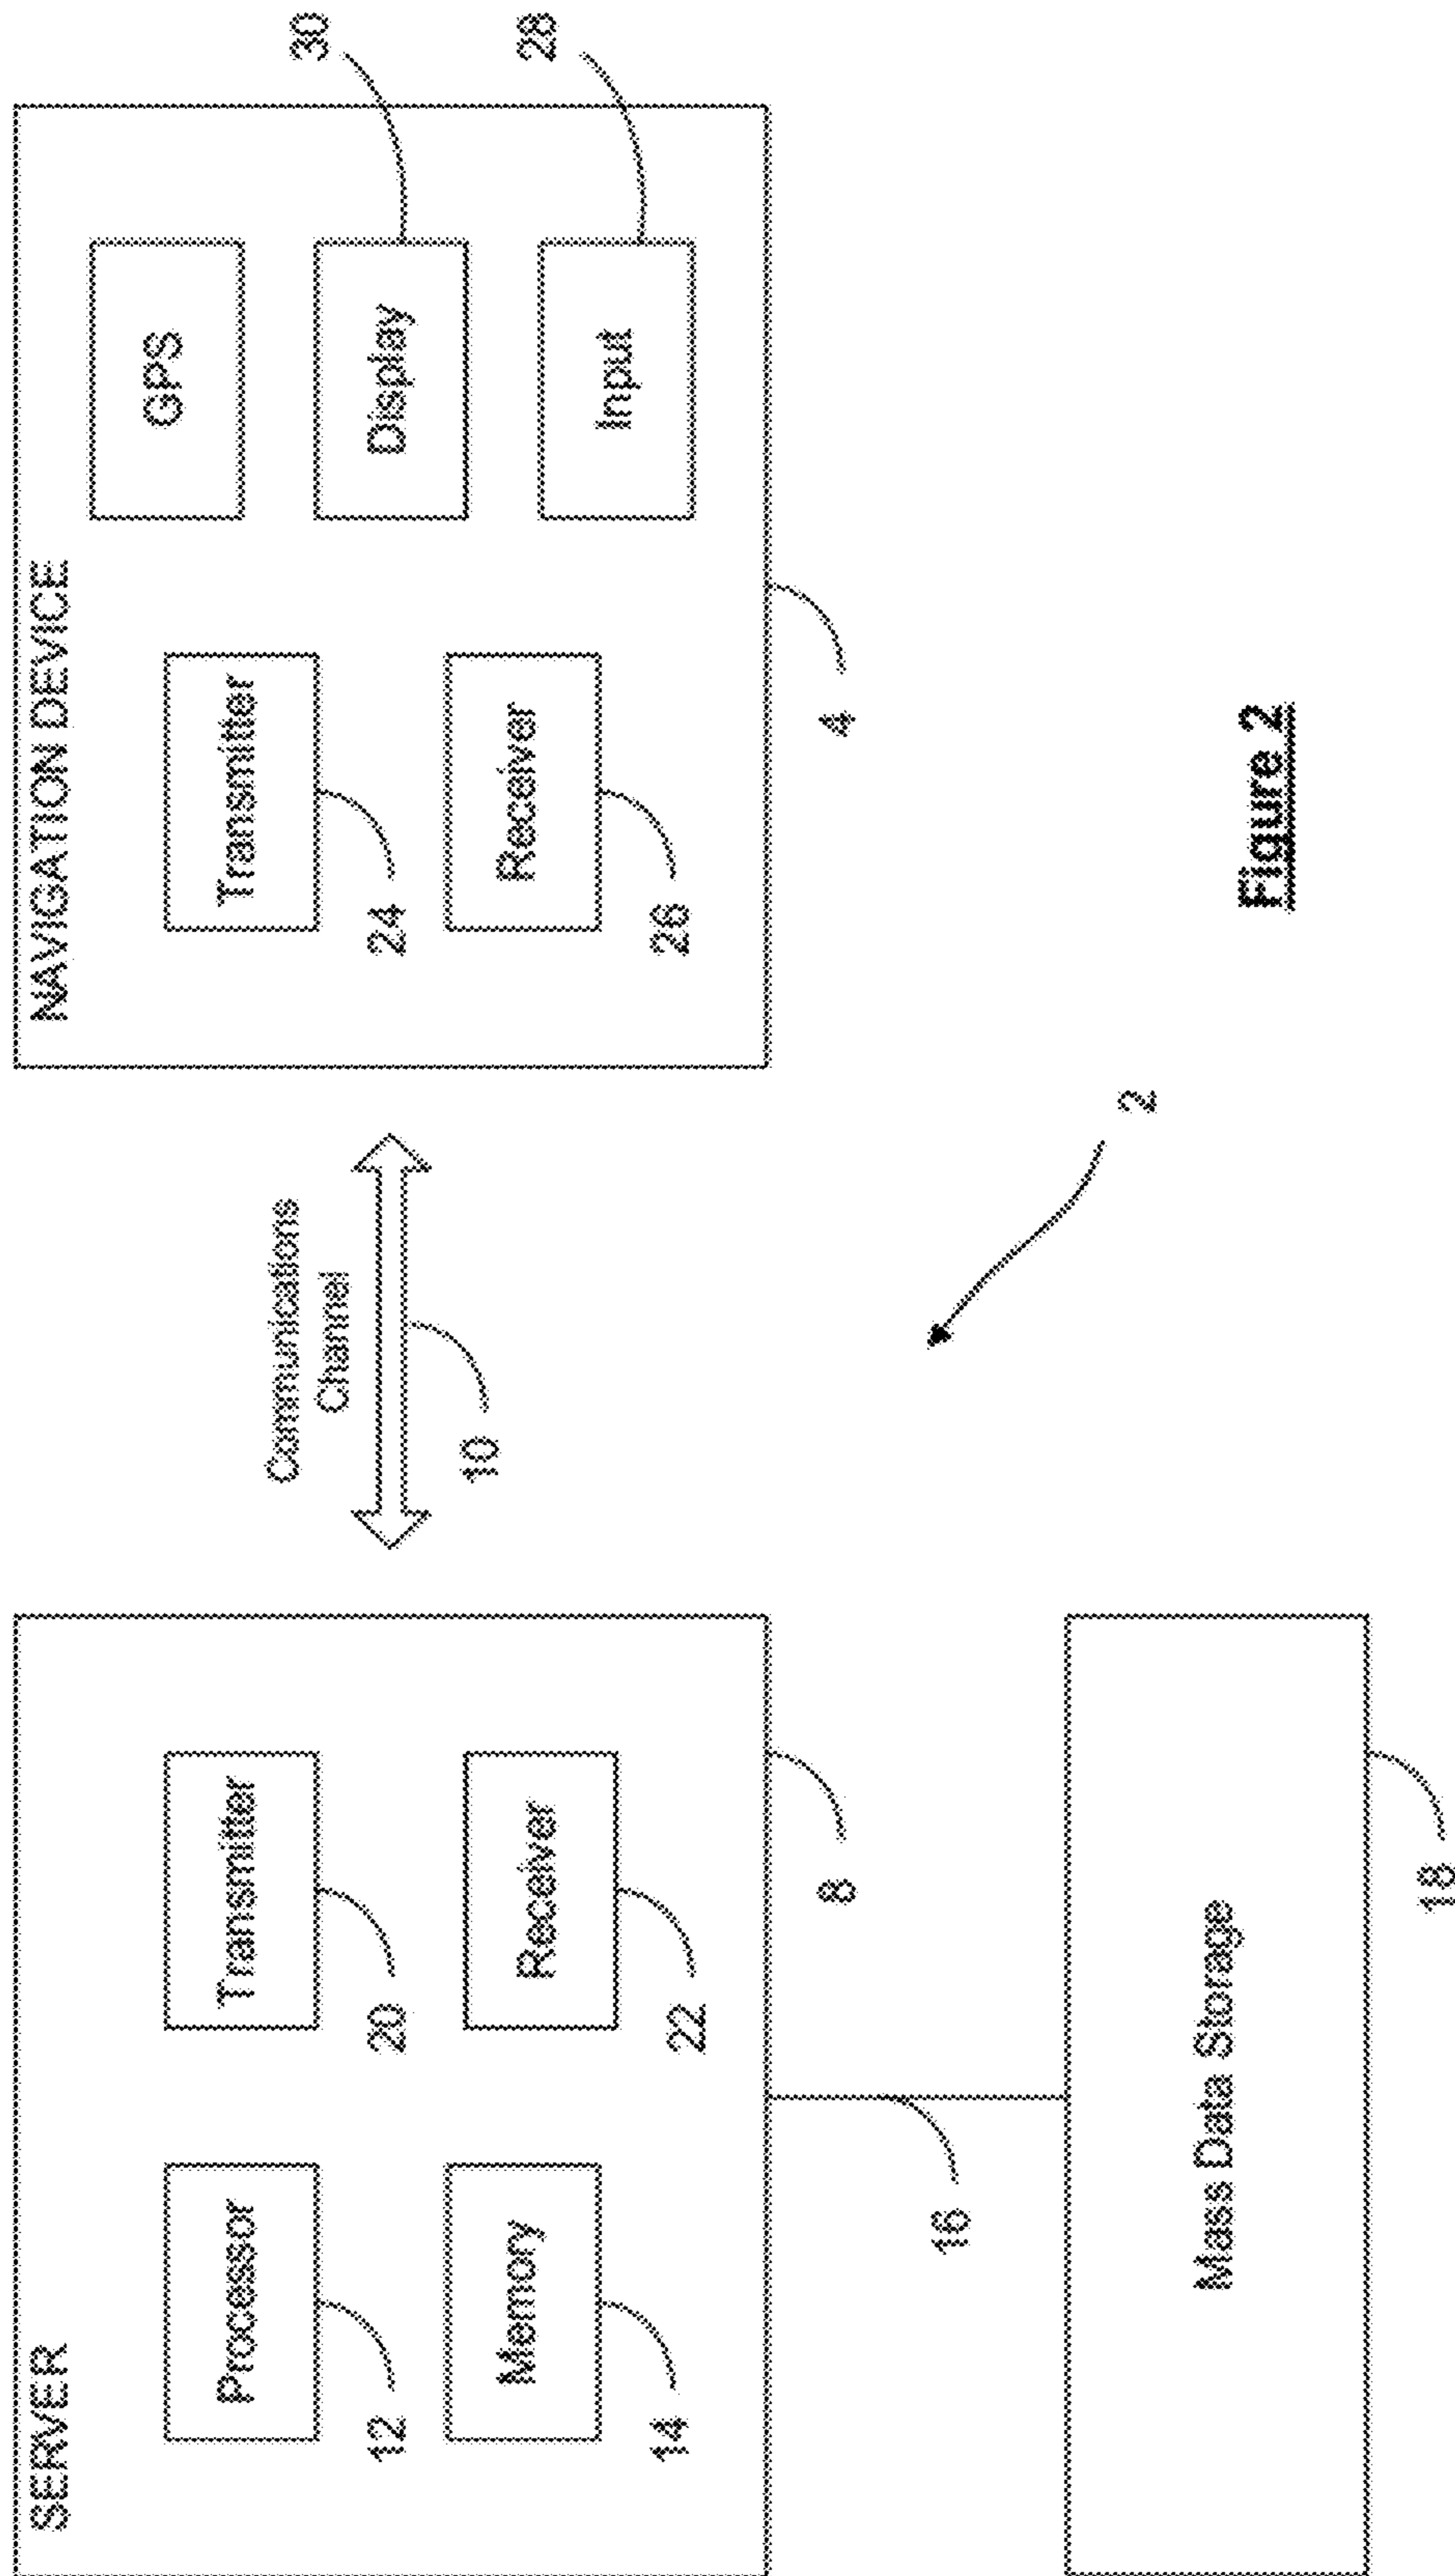 SERVER
Processor
12
Memory
14
Transmitter
20
Receiver
22
8
16
Mass Data Storage
18
Communications
Channel
10
2
NAVIGATION DEVICE
Transmitter
24
Receiver
26
GPS
Display
30
Input
28
4
Figure 2